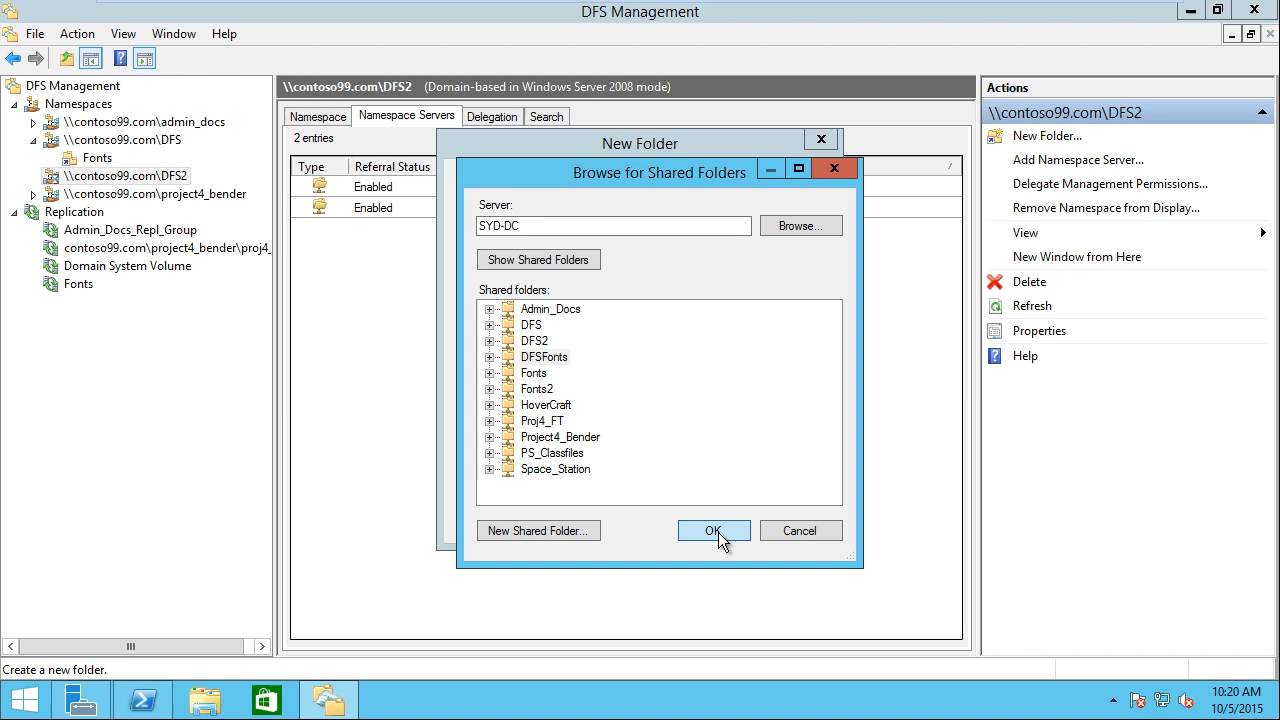 DFS Management
File Action View Window Help
DFS Management
Namespaces
\\contoso99.com\admin_docs
\\contoso99.com\DFS
Fonts
\\contoso99.com\DFS2
\\contoso99.com\project4_bender
Replication
Admin_Docs_Repl_Group
contoso99.com\project4_bender\proj4_
Domain System Volume
Fonts
\\contoso99.com\DFS2 (Domain-based in Windows Server 2008 mode)
Namespace Namespace Servers Delegation Search
2 entries
Type Referral Status
Enabled
Enabled
New Folder
Browse for Shared Folders
Server:
SYD-DC Browse...
Show Shared Folders
Shared folders:
Admin_Docs
DFS
DFS2
DFSFonts
Fonts
Fonts2
HoverCraft
Proj4_FT
Project4_Bender
PS_Classfiles
Space_Station
New Shared Folder... OK Cancel
Actions
\\contoso99.com\DFS2
New Folder...
Add Namespace Server...
Delegate Management Permissions...
Remove Namespace from Display...
View
New Window from Here
Delete
Refresh
Properties
Help
Create a new folder.
10:20 AM
10/5/2015